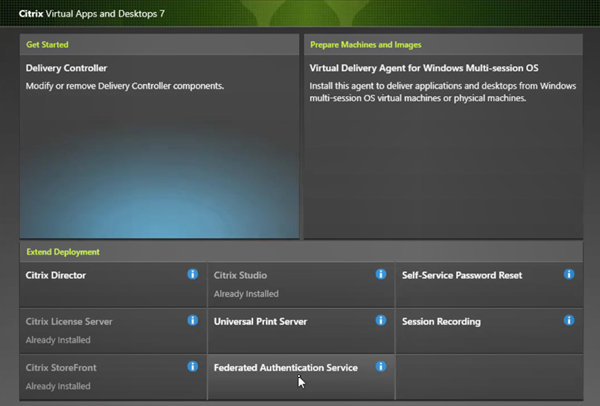 Citrix Virtual Apps and Desktops 7
Get Started
Delivery Controller
Modify or remove Delivery Controller components.
Prepare Machines and Images
Virtual Delivery Agent for Windows Multi-session OS
Install this agent to deliver applications and desktops from Windows
multi-session OS virtual machines or physical machines.
Extend Deployment
Citrix Director
Citrix Studio
Already Installed
Self-Service Password Reset
Citrix License Server
Already Installed
Universal Print Server
Session Recording
Citrix StoreFront
Already Installed
Federated Authentication Service